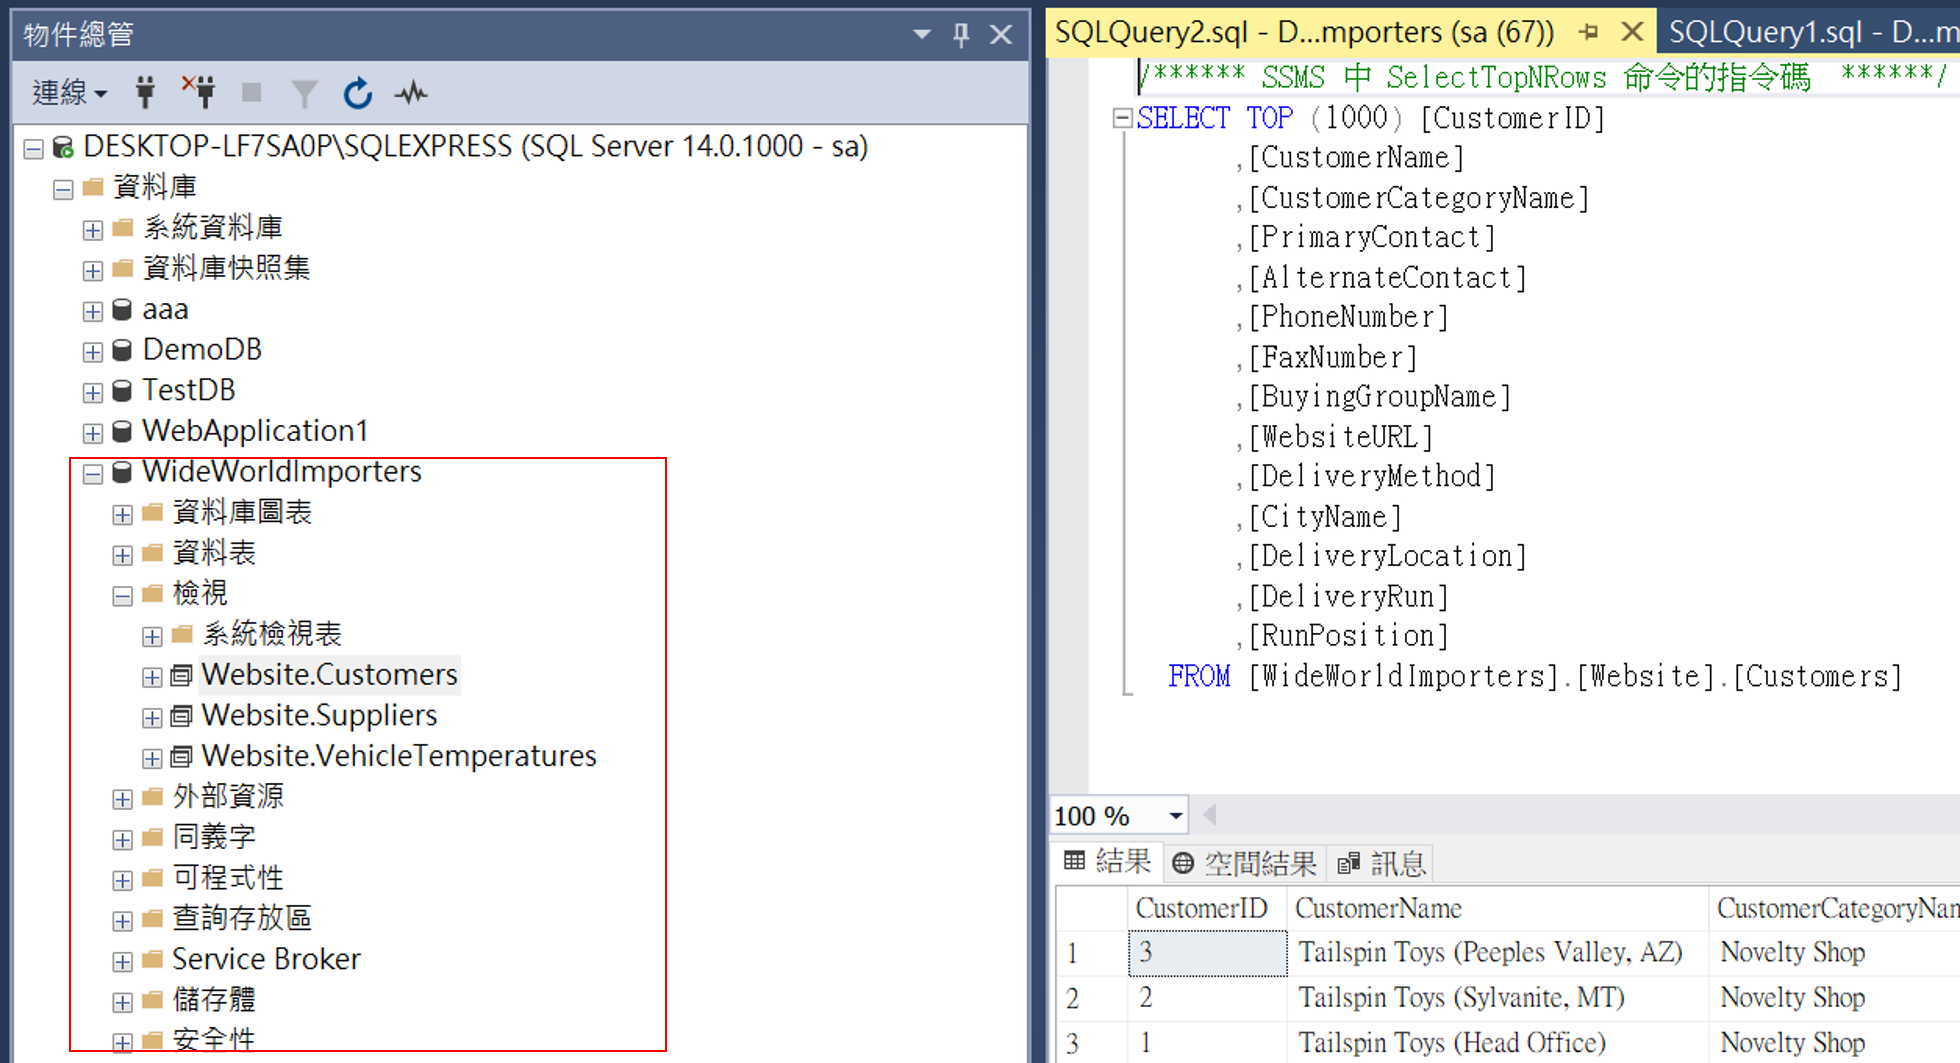 物件總管
連線
DESKTOP-LF7SA0P\SQLEXPRESS (SQL Server 14.0.1000 - sa)
資料庫
系統資料庫
資料庫快照集
aaa
DemoDB
TestDB
WebApplication1
WideWorldImporters
資料庫圖表
資料表
檢視
系統檢視表
Website.Customers
Website.Suppliers
Website.VehicleTemperatures
外部資源
同義字
可程式性
查詢存放區
Service Broker
儲存體
安全性
SQLQuery2.sql - D...mporters (sa (67)) SQLQuery1.sql - D...m
/****** SSMS 中 SelectTopNRows 命令的指令碼 ******/
SELECT TOP (1000) [CustomerID]
,[CustomerName]
,[CustomerCategoryName]
,[PrimaryContact]
,[AlternateContact]
,[PhoneNumber]
,[FaxNumber]
,[BuyingGroupName]
,[WebsiteURL]
,[DeliveryMethod]
,[CityName]
,[DeliveryLocation]
,[DeliveryRun]
,[RunPosition]
FROM [WideWorldImporters].[Website].[Customers]
100 %
結果 空間結果 訊息
CustomerID CustomerName CustomerCategoryNam
1 3 Tailspin Toys (Peeples Valley, AZ) Novelty Shop
2 2 Tailspin Toys (Sylvanite, MT) Novelty Shop
3 1 Tailspin Toys (Head Office) Novelty Shop